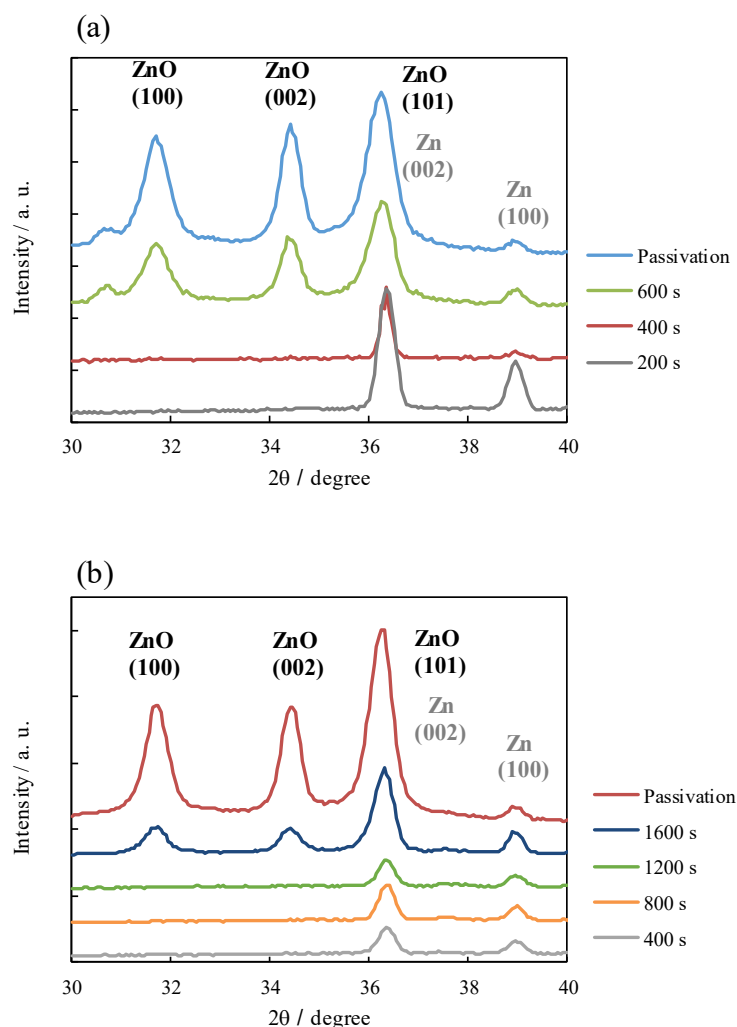 (a)
ZnO
(100)
ZnO
(002)
ZnO
(101)
Zn
(002)
Zn
(100)
Intensity / a. u.
Passivation
600 s
400 s
200 s
30 32 34 36 38 40
2θ / degree
(b)
ZnO
(100)
ZnO
(002)
ZnO
(101)
Zn
(002)
Zn
(100)
Intensity / a. u.
Passivation
1600 s
1200 s
800 s
400 s
30 32 34 36 38 40
2θ / degree